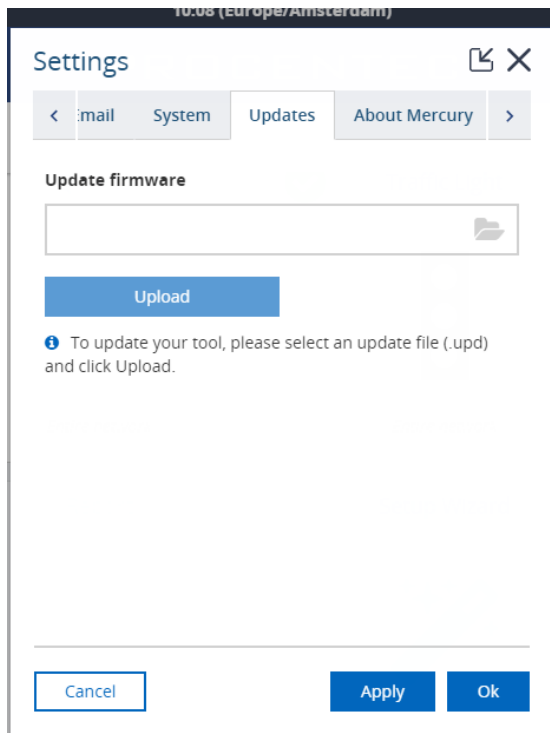 10:08 (Europe/Amsterdam)
Settings
Email System Updates About Mercury
Update firmware
Upload
To update your tool, please select an update file (.upd)
and click Upload.
Cancel Apply Ok